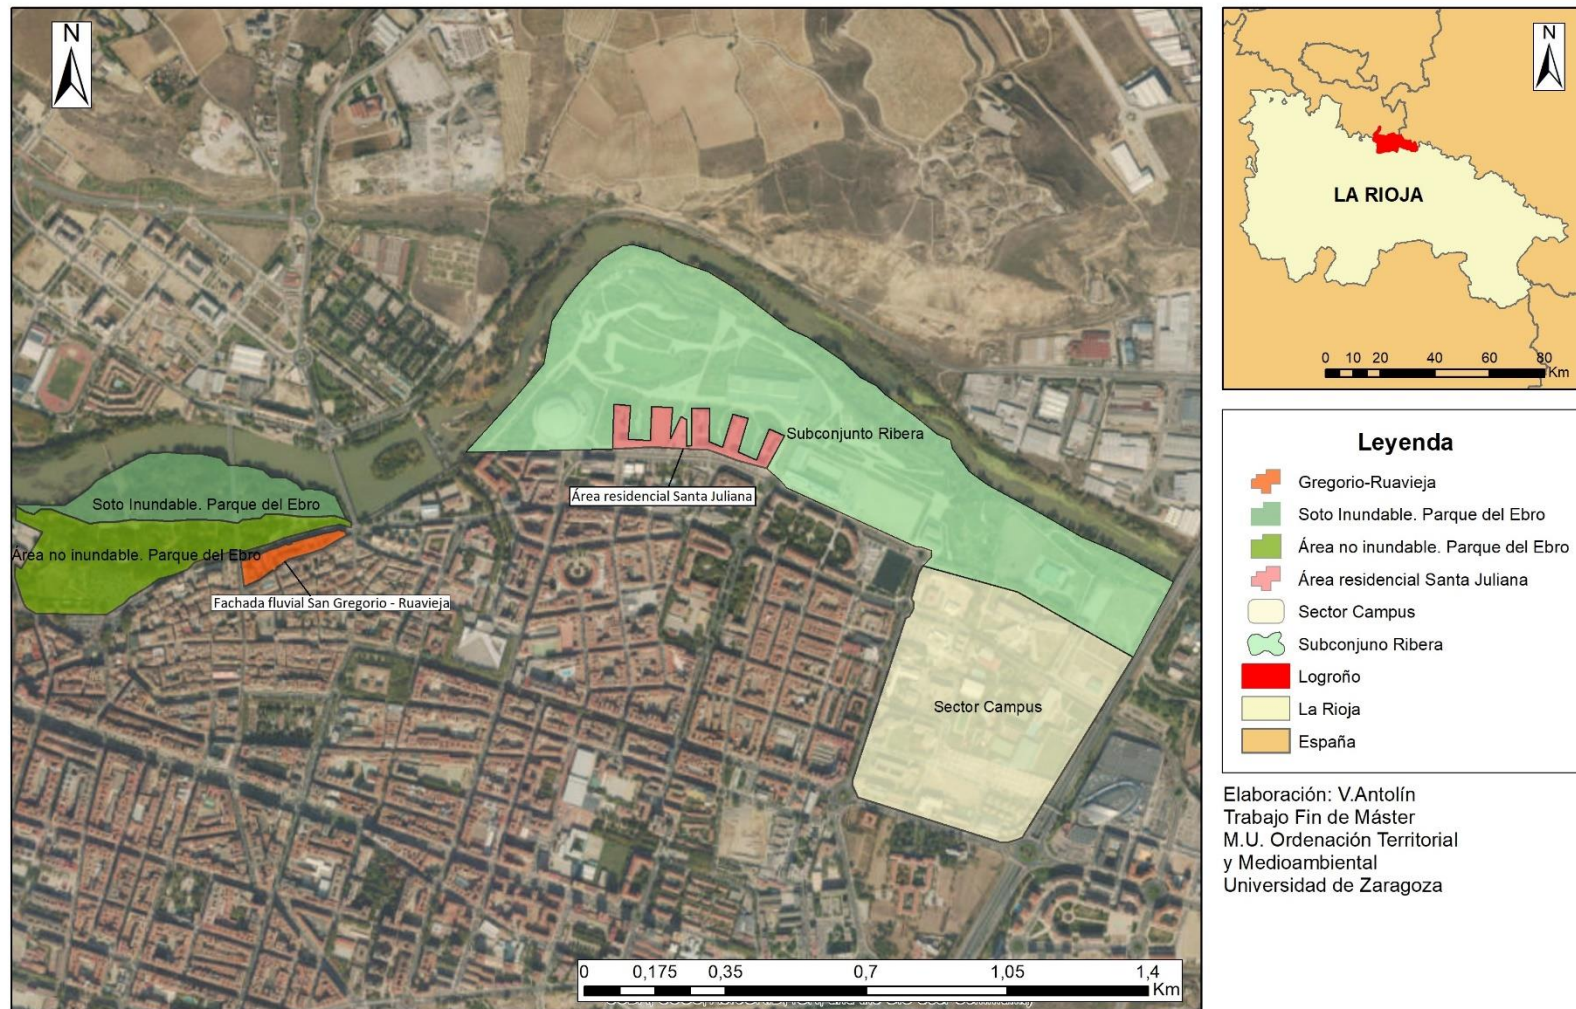 N
Soto Inundable. Parque del Ebro
Área no inundable. Parque del Ebro
Fachada fluvial San Gregorio - Ruavieja
Subconjunto Ribera
Área residencial Santa Juliana
Sector Campus
0 0,175 0,35 0,7 1,05 1,4
Km
N
LA RIOJA
0 10 20 40 60 80
Km
Leyenda
Gregorio-Ruavieja
Soto Inundable. Parque del Ebro
Área no inundable. Parque del Ebro
Área residencial Santa Juliana
Sector Campus
Subconjuno Ribera
Logroño
La Rioja
España
Elaboración: V.Antolín
Trabajo Fin de Máster
M.U. Ordenación Territorial
y Medioambiental
Universidad de Zaragoza